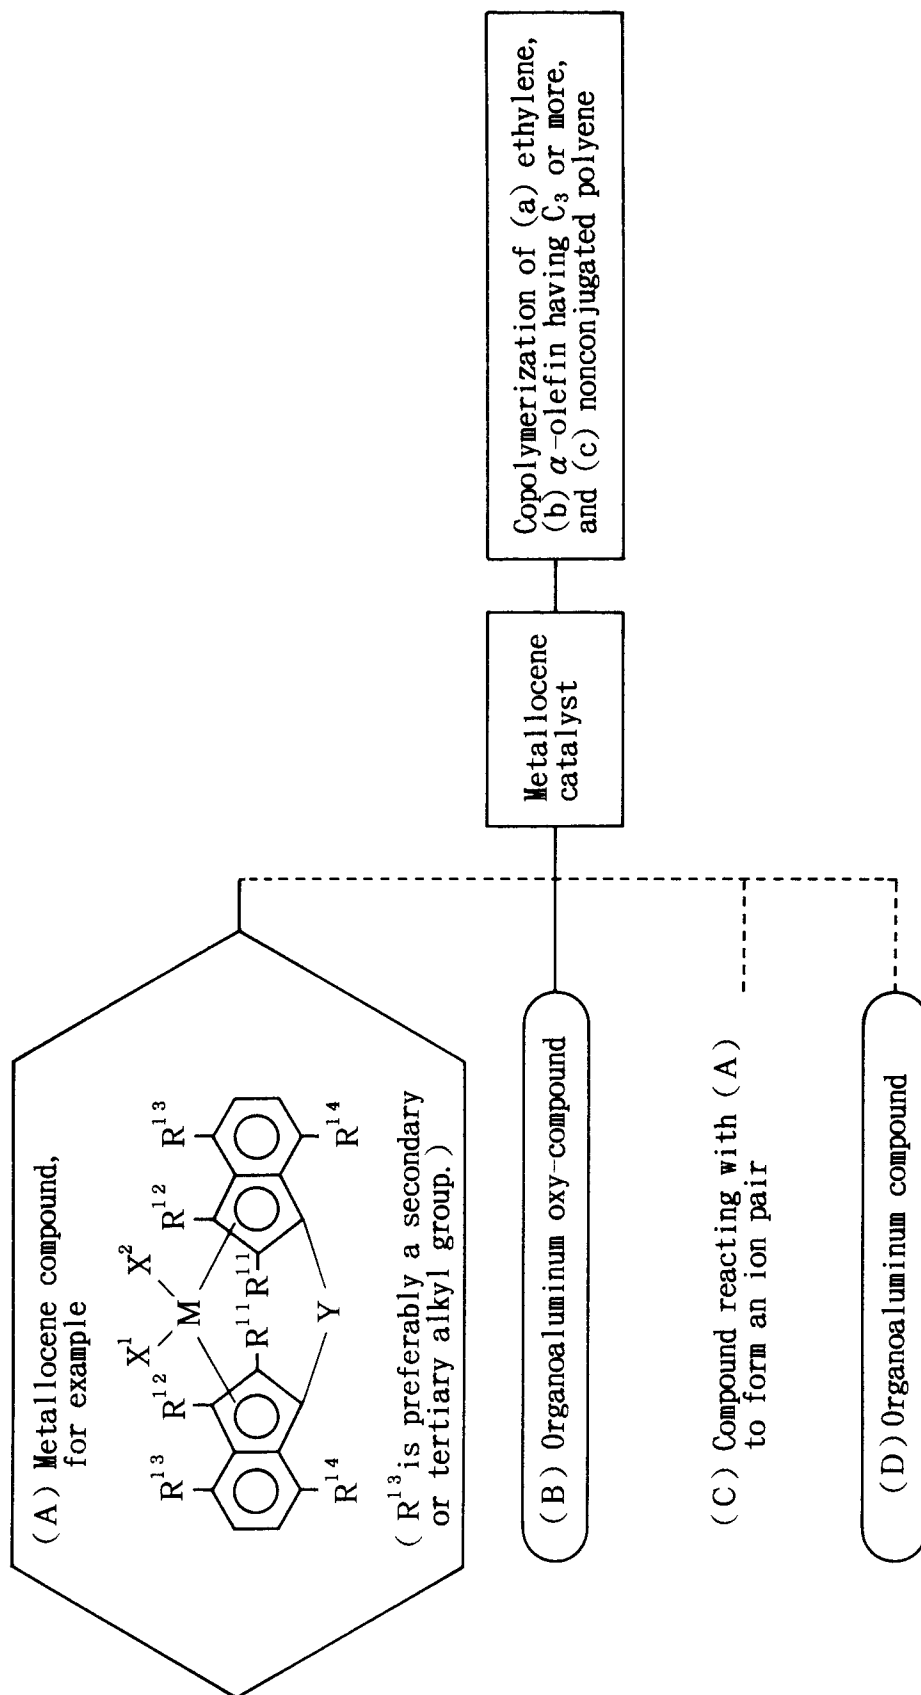 (A) Metallocene compound,
for example
X¹ X²
M
R¹³ R¹² R¹² R¹³
R¹¹ R¹¹
R¹⁴ Y R¹⁴
(R¹³ is preferably a secondary
or tertiary alkyl group.)
(B) Organoaluminum oxy-compound
(C) Compound reacting with (A)
to form an ion pair
(D) Organoaluminum compound
Metallocene
catalyst
Copolymerization of (a) ethylene,
(b) α-olefin having C₃ or more,
and (c) nonconjugated polyene